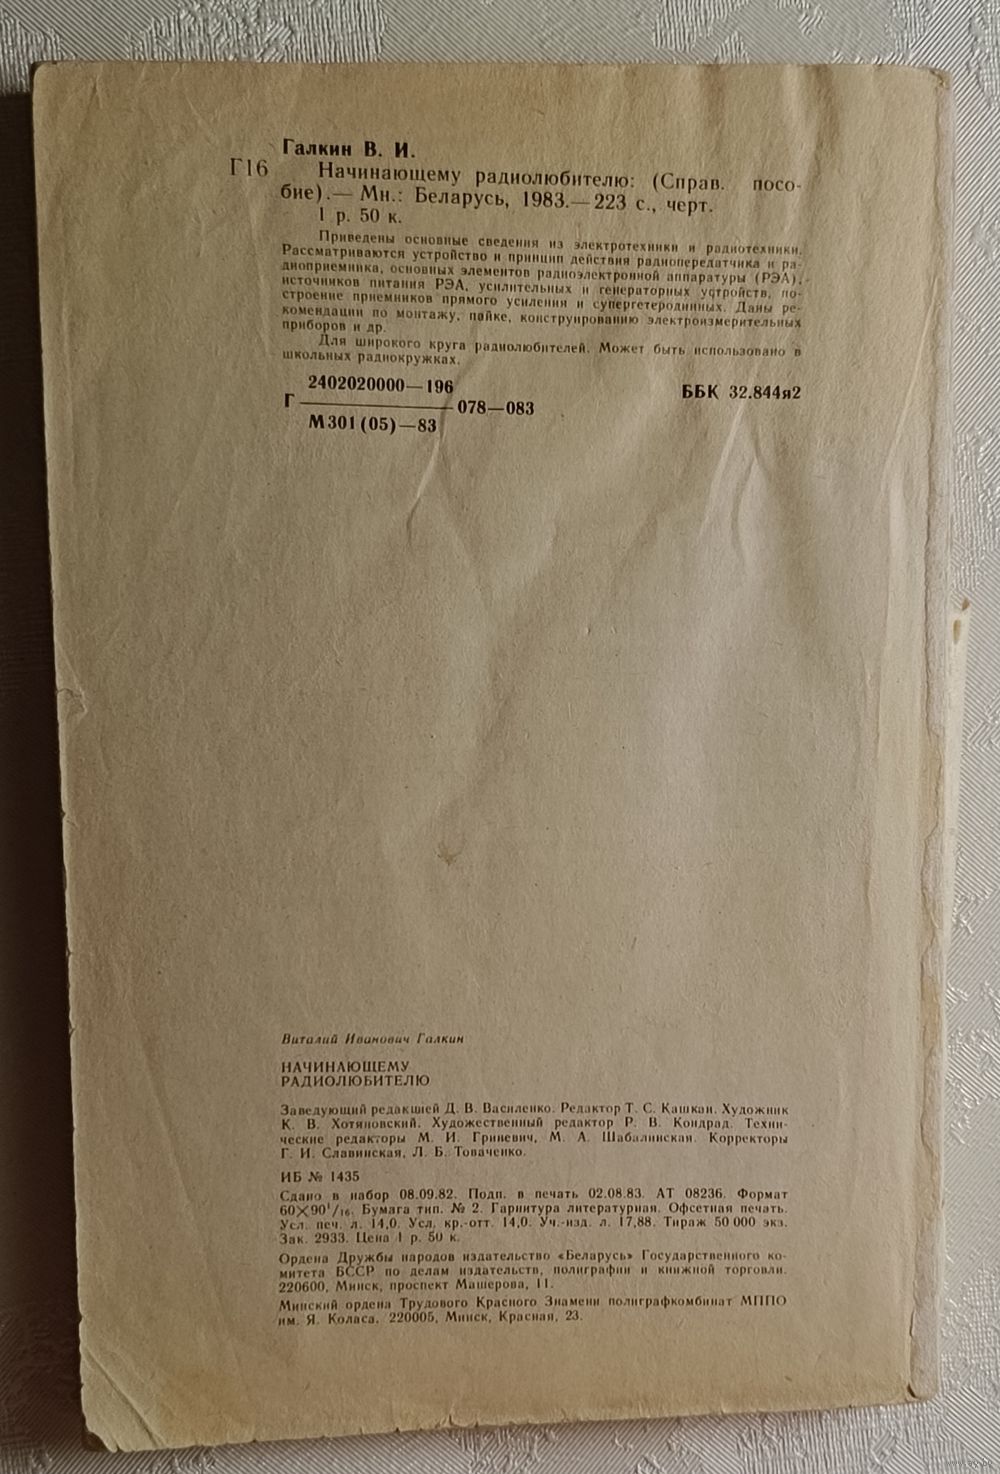 Галкин В. И.
Г16 Начинающему радиолюбителю: (Справ. посо-
бие).— Мн.: Беларусь, 1983.— 223 с., черт.
1 р. 50 к.
Приведены основные сведения из электротехники и радиотехники.
Рассматриваются устройство и принцип действия радиопередатчика и ра-
диоприемника, основных элементов радиоэлектронной аппаратуры (РЭА),
источников питания РЭА, усилительных и генераторных устройств, по-
строение приемников прямого усиления и супергетеродинных. Даны ре-
комендации по монтажу, пайке, конструированию электроизмерительных
приборов и др.
Для широкого круга радиолюбителей. Может быть использовано в
школьных радиокружках.
2402020000—196
Г 078—083 ББК 32.844я2
М301(05)—83
Виталий Иванович Галкин
НАЧИНАЮЩЕМУ
РАДИОЛЮБИТЕЛЮ
Заведующий редакцией Д. В. Василенко. Редактор Т. С. Кашкан. Художник
К. В. Хотяновский. Художественный редактор Р. В. Кондрад. Техни-
ческие редакторы М. И. Гриневич, М. А. Шабалинская. Корректоры
Г. И. Славинская, Л. Б. Товаченко.
ИБ № 1435
Сдано в набор 08.09.82. Подп. в печать 02.08.83. АТ 08236. Формат
60×90¹/₁₆. Бумага тип. № 2. Гарнитура литературная. Офсетная печать.
Усл. печ. л. 14,0. Усл. кр.-отт. 14,0. Уч.-изд. л. 17,88. Тираж 50 000 экз.
Зак. 2933. Цена 1 р. 50 к.
Ордена Дружбы народов издательство «Беларусь» Государственного ко-
митета БССР по делам издательств, полиграфии и книжной торговли.
220600, Минск, проспект Машерова, 11.
Минский ордена Трудового Красного Знамени полиграфкомбинат МППО
им. Я. Коласа. 220005, Минск, Красная, 23.